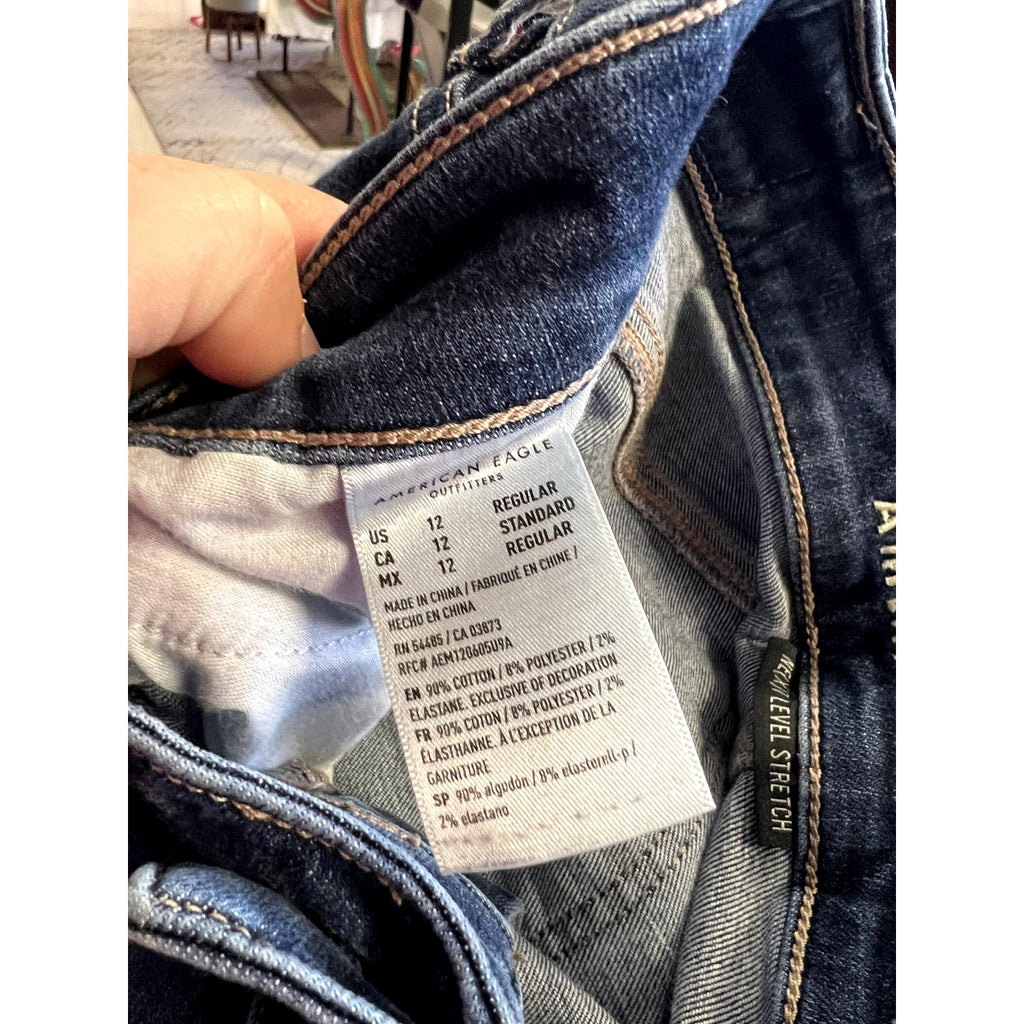 AMERICAN EAGLE
OUTFITTERS
US 12 REGULAR
CA 12 STANDARD
MX 12 REGULAR
MADE IN CHINA / FABRIQUÉ EN CHINE /
HECHO EN CHINA
RN 54485 / CA 03873
RFC# AEM120605U9A
EN 90% COTTON / 8% POLYESTER / 2%
ELASTANE. EXCLUSIVE OF DECORATION
FR 90% COTON / 8% POLYESTER / 2%
ÉLASTHANNE. À L'EXCEPTION DE LA
GARNITURE
SP 90% algodón / 8% elasterell-p /
2% elastano
NE(X)T LEVEL STRETCH